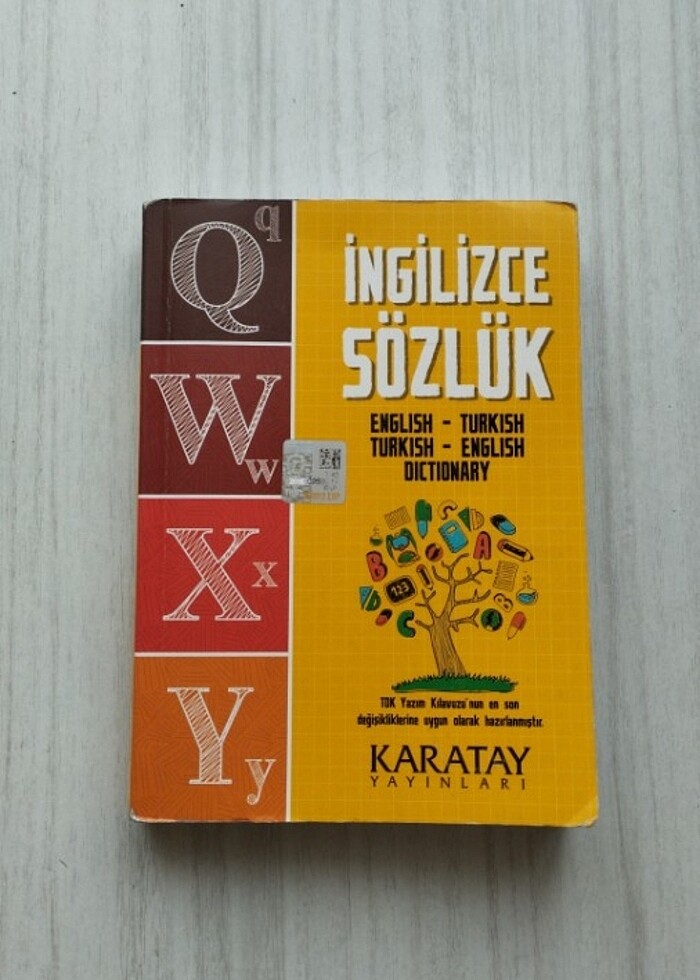 Q q
W w
X x
Y y
İNGİLİZCE
SÖZLÜK
ENGLISH - TURKISH
TURKISH - ENGLISH
DICTIONARY
B
A
123
C
TDK Yazım Kılavuzu'nun en son
değişikliklerine uygun olarak hazırlanmıştır.
KARATAY
YAYINLARI